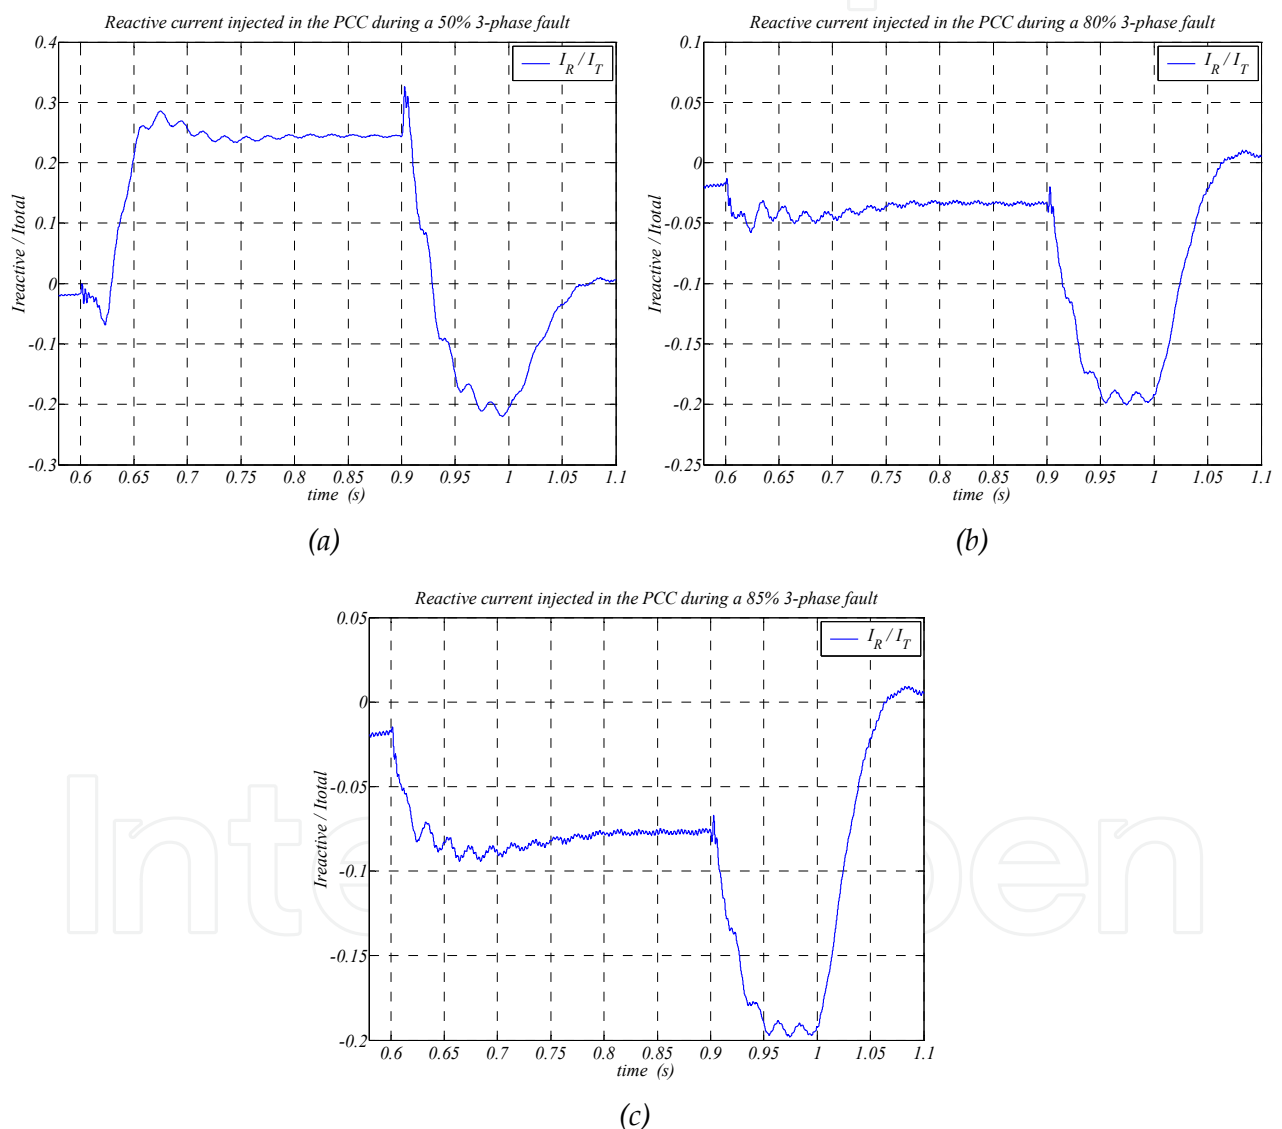 Reactive current injected in the PCC during a 50% 3-phase fault
I_R / I_T
0.4
0.3
0.2
0.1
0
-0.1
-0.2
-0.3
Ireactive / Itotal
0.6 0.65 0.7 0.75 0.8 0.85 0.9 0.95 1 1.05 1.1
time (s)
(a)
Reactive current injected in the PCC during a 80% 3-phase fault
I_R / I_T
0.1
0.05
0
-0.05
-0.1
-0.15
-0.2
-0.25
Ireactive / Itotal
0.6 0.65 0.7 0.75 0.8 0.85 0.9 0.95 1 1.05 1.1
time (s)
(b)
Reactive current injected in the PCC during a 85% 3-phase fault
I_R / I_T
0.05
0
-0.05
-0.1
-0.15
-0.2
Ireactive / Itotal
0.6 0.65 0.7 0.75 0.8 0.85 0.9 0.95 1 1.05 1.1
time (s)
(c)